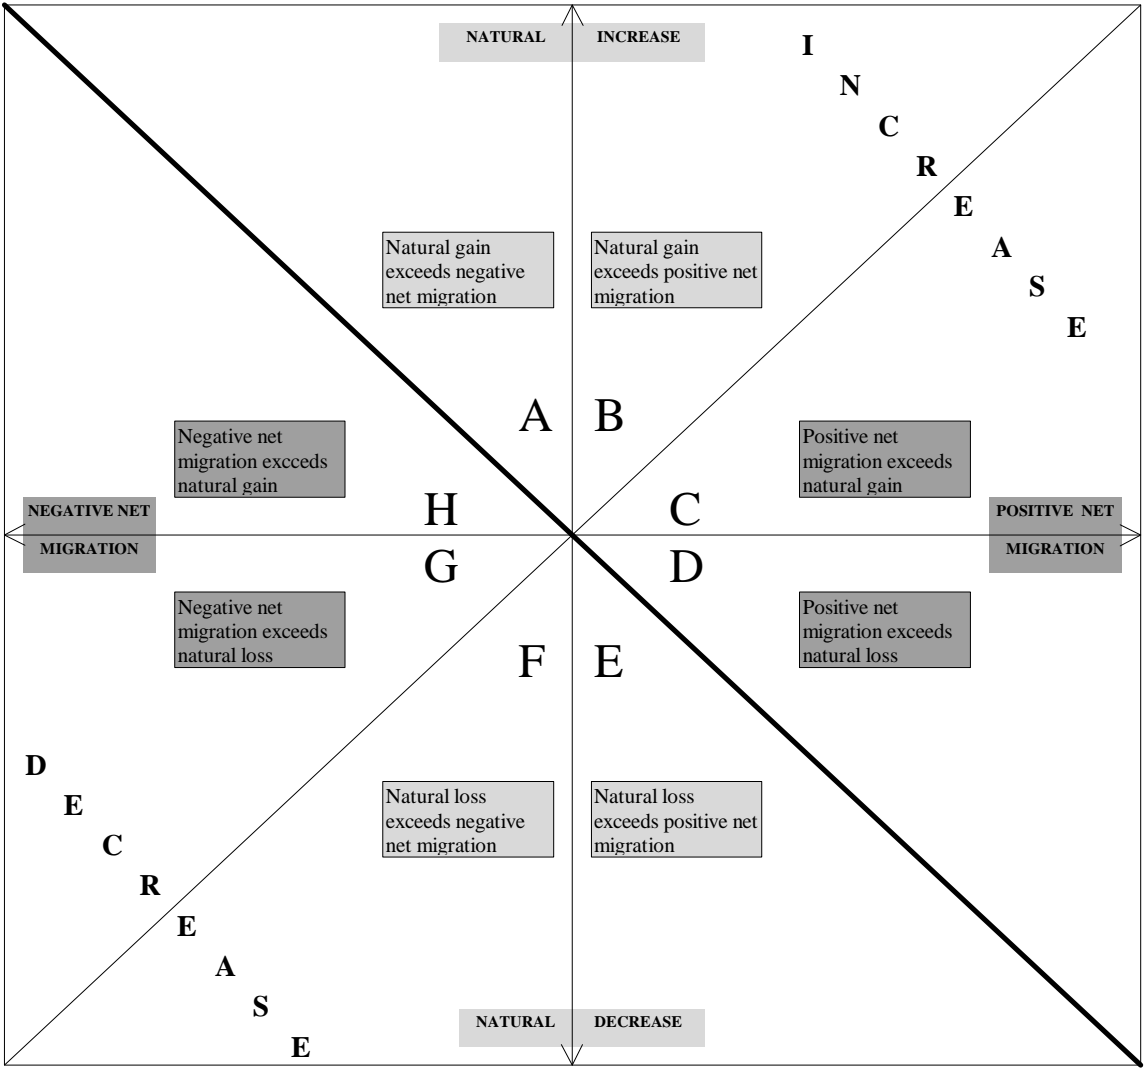 NATURAL INCREASE
I
N
C
R
E
A
S
E
Natural gain
exceeds negative
net migration
Natural gain
exceeds positive net
migration
A B
Negative net
migration exceeds
natural gain
Positive net
migration exceeds
natural gain
H C
NEGATIVE NET
MIGRATION
POSITIVE NET
MIGRATION
G D
Negative net
migration exceeds
natural loss
Positive net
migration exceeds
natural loss
F E
D
E
C
R
E
A
S
E
Natural loss
exceeds negative
net migration
Natural loss
exceeds positive net
migration
NATURAL DECREASE